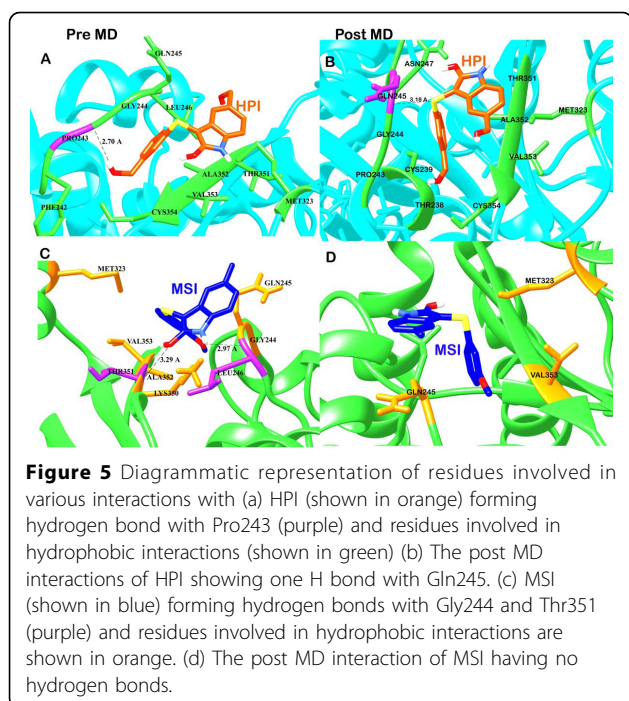 Pre MD
Post MD
A
GLN245
GLY244
LEU246
HPI
PRO243
2.70 A
PHE242
ALA352
THR351
VAL353
CYS354
MET323
B
HPI
ASN247
THR351
GLN245
3.18 A
MET323
ALA352
GLY244
VAL353
CYS239
PRO243
THR238
CYS354
C
MET323
MSI
GLN245
VAL353
GLY244
2.97 A
3.29 A
THR351
ALA352
LEU246
LYS350
D
MET323
MSI
VAL353
GLN245
Figure 5 Diagrammatic representation of residues involved in
various interactions with (a) HPI (shown in orange) forming
hydrogen bond with Pro243 (purple) and residues involved in
hydrophobic interactions (shown in green) (b) The post MD
interactions of HPI showing one H bond with Gln245. (c) MSI
(shown in blue) forming hydrogen bonds with Gly244 and Thr351
(purple) and residues involved in hydrophobic interactions are
shown in orange. (d) The post MD interaction of MSI having no
hydrogen bonds.